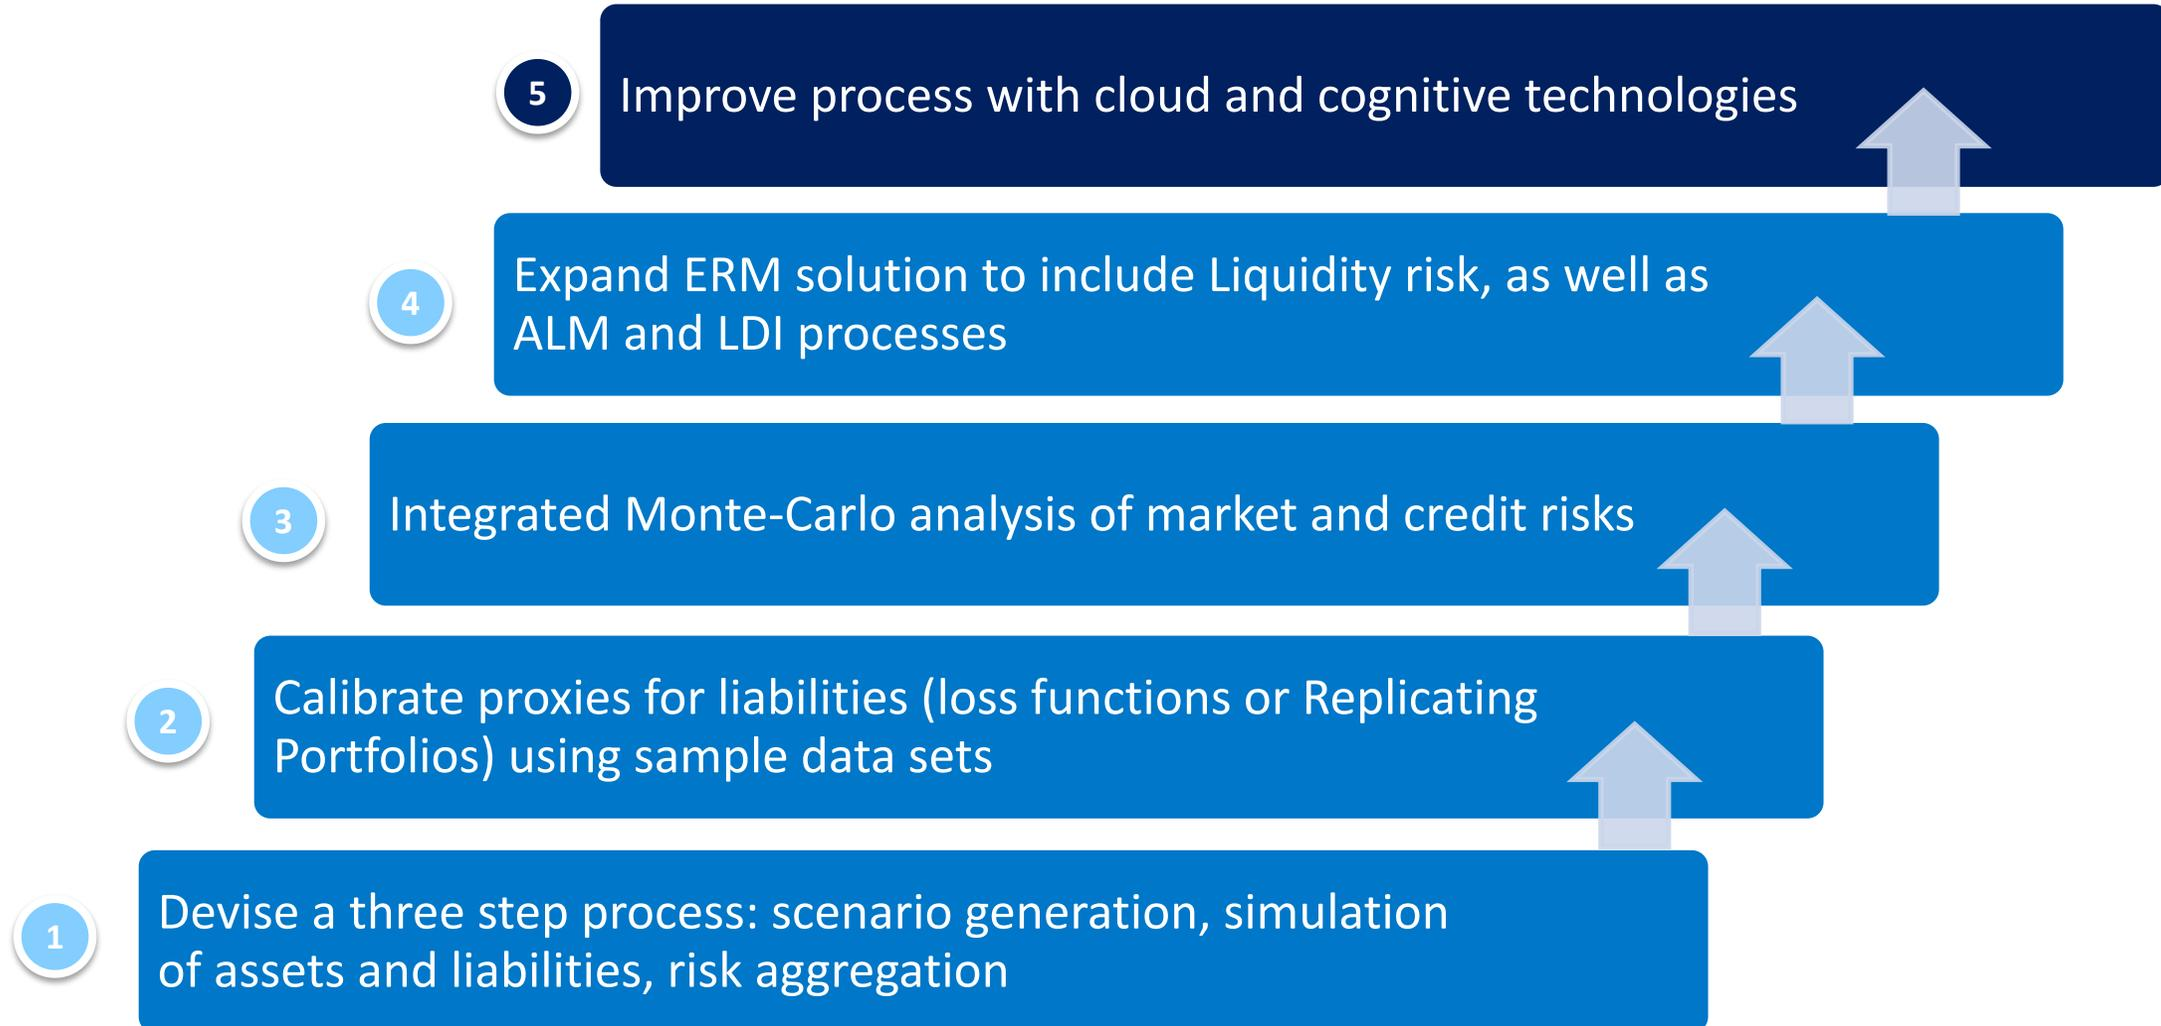 5
Improve process with cloud and cognitive technologies
4
Expand ERM solution to include Liquidity risk, as well as
ALM and LDI processes
3
Integrated Monte-Carlo analysis of market and credit risks
2
Calibrate proxies for liabilities (loss functions or Replicating
Portfolios) using sample data sets
1
Devise a three step process: scenario generation, simulation
of assets and liabilities, risk aggregation